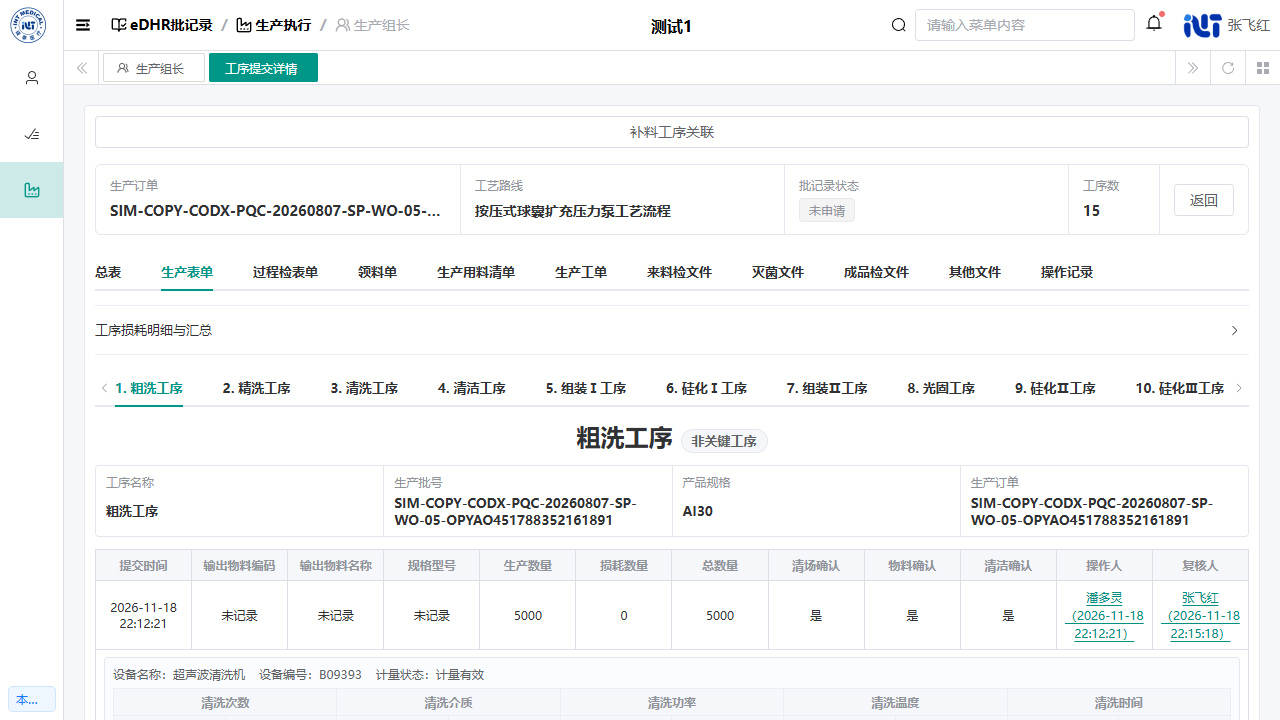 eDHR批记录 / 生产执行 / 生产组长
测试1
请输入菜单内容
张飞红
生产组长
工序提交详情
补料工序关联
生产订单
SIM-COPY-CODX-PQC-20260807-SP-WO-05-...
工艺路线
按压式球囊扩充压力泵工艺流程
批记录状态
未申请
工序数
15
返回
总表 生产表单 过程检表单 领料单 生产用料清单 生产工单 来料检文件 灭菌文件 成品检文件 其他文件 操作记录
工序损耗明细与汇总
1. 粗洗工序 2. 精洗工序 3. 清洗工序 4. 清洁工序 5. 组装Ⅰ工序 6. 硅化Ⅰ工序 7. 组装Ⅱ工序 8. 光固工序 9. 硅化Ⅱ工序 10. 硅化Ⅲ工序
粗洗工序 非关键工序
工序名称
粗洗工序
生产批号
SIM-COPY-CODX-PQC-20260807-SP-
WO-05-OPYAO451788352161891
产品规格
AI30
生产订单
SIM-COPY-CODX-PQC-20260807-SP-
WO-05-OPYAO451788352161891
提交时间 输出物料编码 输出物料名称 规格型号 生产数量 损耗数量 总数量 清场确认 物料确认 清洁确认 操作人 复核人
2026-11-18
22:12:21
未记录 未记录 未记录 5000 0 5000 是 是 是
潘多灵
（2026-11-18
22:12:21）
张飞红
（2026-11-18
22:15:18）
设备名称：超声波清洗机 设备编号：B09393 计量状态：计量有效
清洗次数 清洗介质 清洗功率 清洗温度 清洗时间
本...